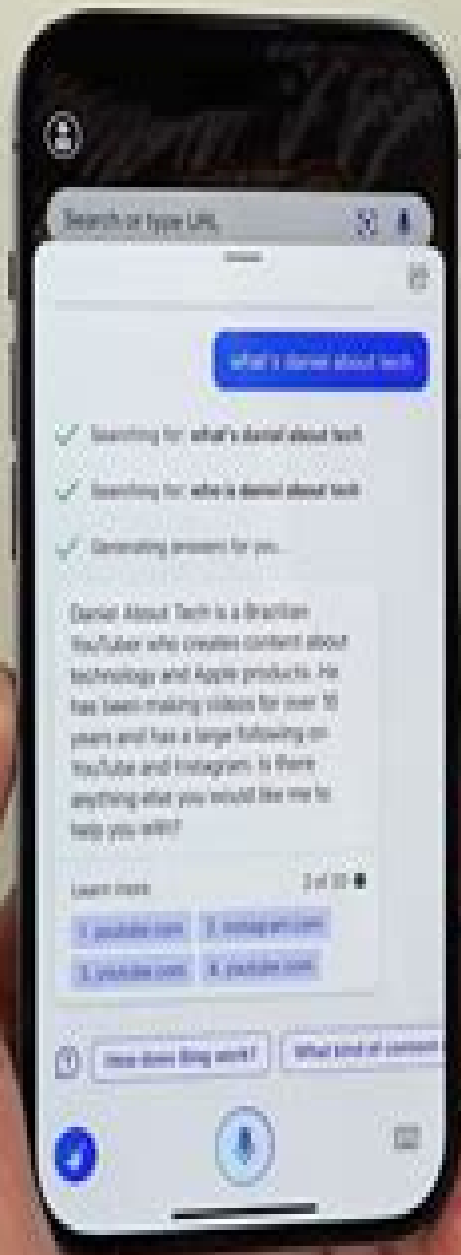 Search or type URL
what's daniel about tech
Searching for: what's daniel about tech
Searching for: who is daniel about tech
Generating answers for you...
Daniel About Tech is a Brazilian
YouTuber who creates content about
technology and Apple products. He
has been making videos for over 10
years and has a large following on
YouTube and Instagram. Is there
anything else you would like me to
help you with?
Learn more
2 of 20
1. youtube.com 2. instagram.com
3. youtube.com 4. youtube.com
How does Bing work? What kind of content